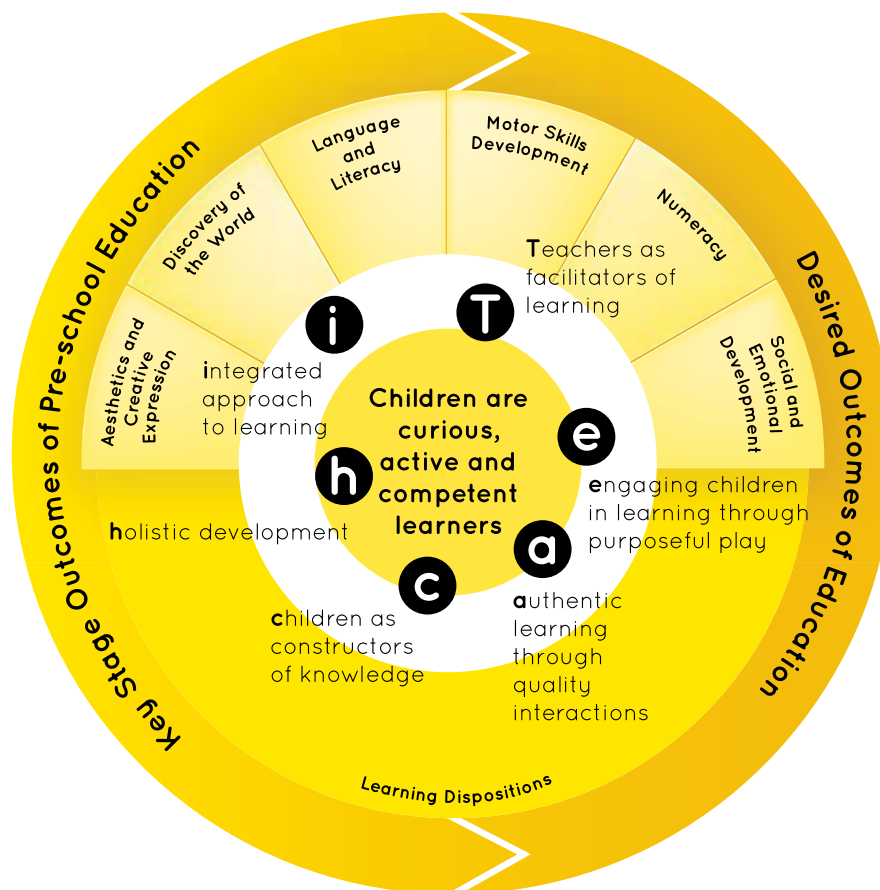 Key Stage Outcomes of Pre-school Education
Desired Outcomes of Education
Aesthetics and
Creative
Expression
Discovery of
the World
Language
and
Literacy
Motor Skills
Development
Numeracy
Social and
Emotional
Development
i
T
e
a
c
h
Teachers as
facilitators of
learning
integrated
approach
to learning
Children are
curious,
active and
competent
learners
engaging children
in learning through
purposeful play
holistic development
authentic
learning
through
quality
interactions
children as
constructors
of knowledge
Learning Dispositions